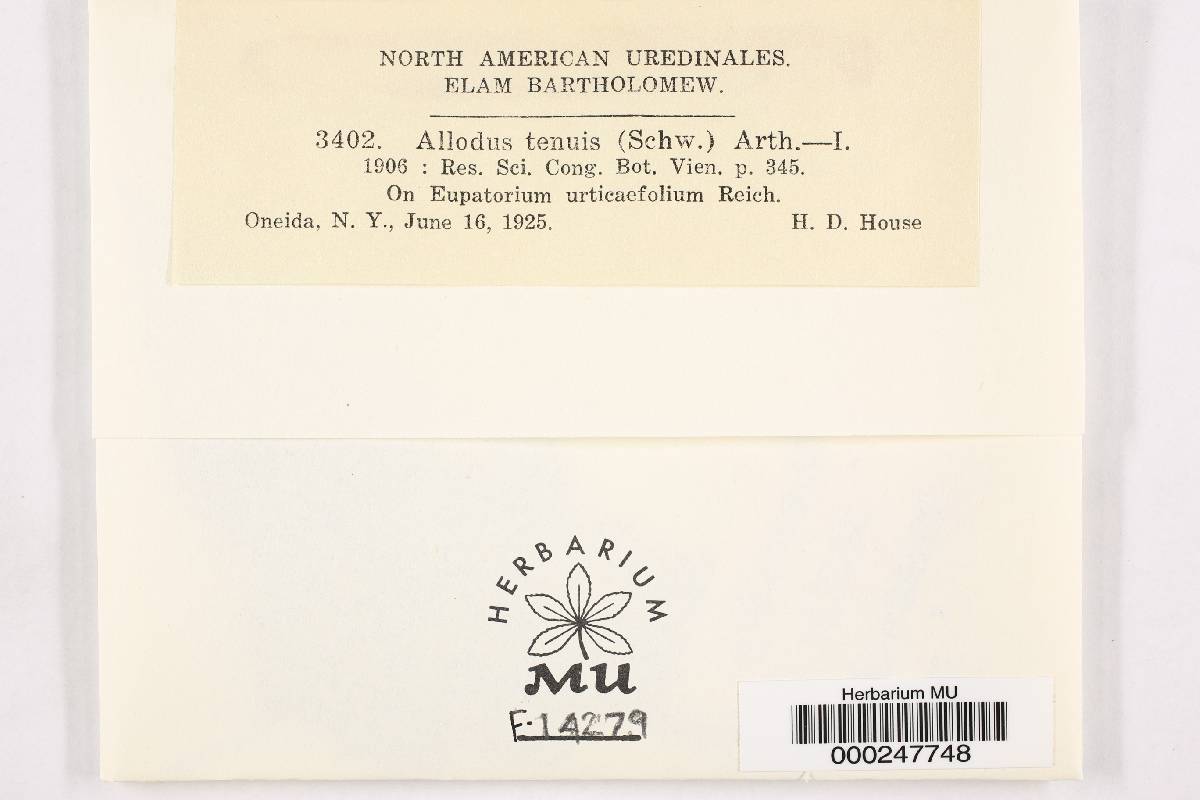 NORTH AMERICAN UREDINALES.
ELAM BARTHOLOMEW.
3402. Allodus tenuis (Schw.) Arth.—I.
1906 : Res. Sci. Cong. Bot. Vien. p. 345.
On Eupatorium urticaefolium Reich.
Oneida, N. Y., June 16, 1925. H. D. House
HERBARIUM
MU
F-14279
Herbarium MU
000247748